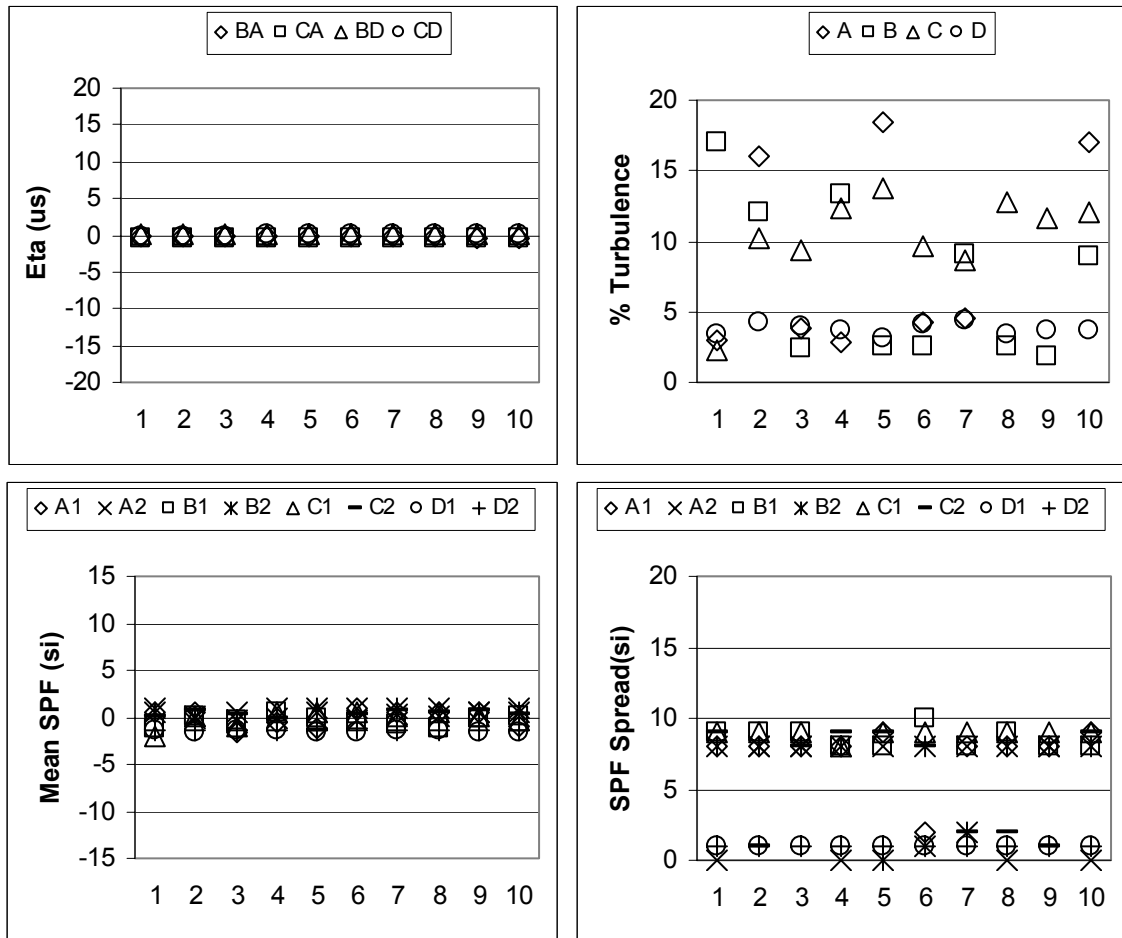 BA CA BD CD
20
15
10
5
0
-5
-10
-15
-20
Eta (us)
1 2 3 4 5 6 7 8 9 10
A B C D
20
15
10
5
0
% Turbulence
1 2 3 4 5 6 7 8 9 10
A1 A2 B1 B2 C1 C2 D1 D2
15
10
5
0
-5
-10
-15
Mean SPF (si)
1 2 3 4 5 6 7 8 9 10
A1 A2 B1 B2 C1 C2 D1 D2
20
15
10
5
0
SPF Spread(si)
1 2 3 4 5 6 7 8 9 10